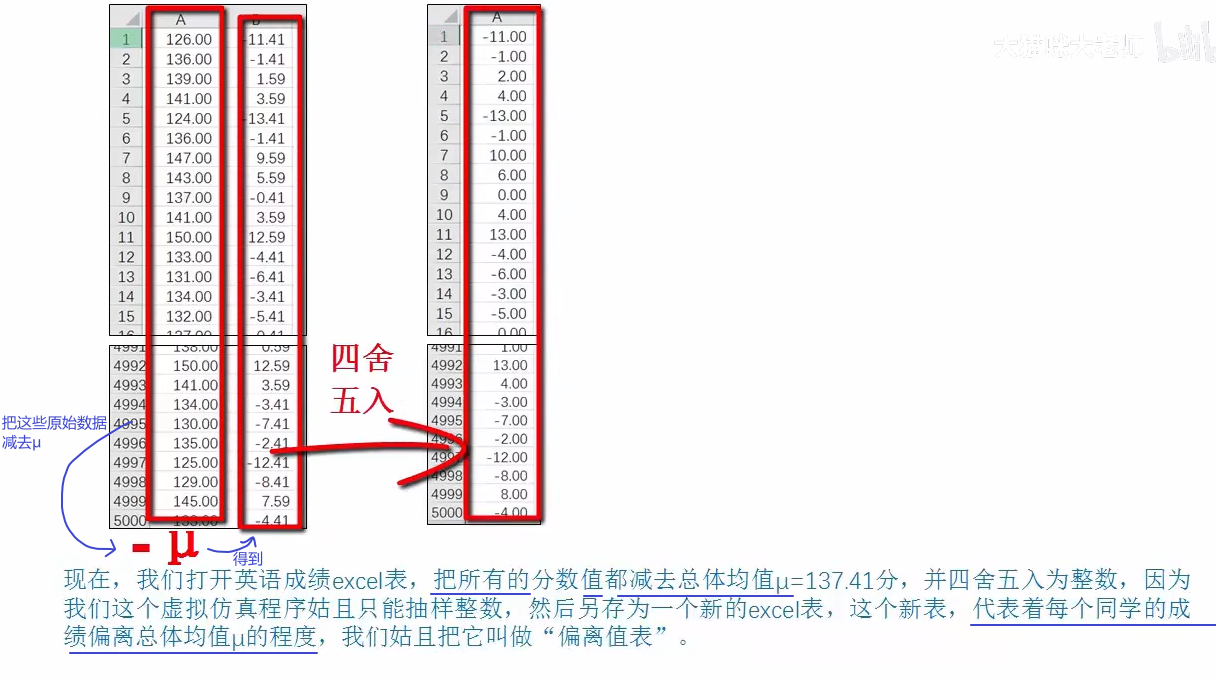 A B
1 126.00 -11.41
2 136.00 -1.41
3 139.00 1.59
4 141.00 3.59
5 124.00 -13.41
6 136.00 -1.41
7 147.00 9.59
8 143.00 5.59
9 137.00 -0.41
10 141.00 3.59
11 150.00 12.59
12 133.00 -4.41
13 131.00 -6.41
14 134.00 -3.41
15 132.00 -5.41
16 137.00 -0.41
4991 138.00 0.59
4992 150.00 12.59
4993 141.00 3.59
4994 134.00 -3.41
4995 130.00 -7.41
4996 135.00 -2.41
4997 125.00 -12.41
4998 129.00 -8.41
4999 145.00 7.59
5000 133.00 -4.41
A
1 -11.00
2 -1.00
3 2.00
4 4.00
5 -13.00
6 -1.00
7 10.00
8 6.00
9 0.00
10 4.00
11 13.00
12 -4.00
13 -6.00
14 -3.00
15 -5.00
16 0.00
4991 1.00
4992 13.00
4993 4.00
4994 -3.00
4995 -7.00
4996 -2.00
4997 -12.00
4998 -8.00
4999 8.00
5000 -4.00
四舍
五入
把这些原始数据
减去μ
- μ
得到
现在，我们打开英语成绩excel表，把所有的分数值都减去总体均值μ=137.41分，并四舍五入为整数，因为
我们这个虚拟仿真程序姑且只能抽样整数，然后另存为一个新的excel表，这个新表，代表着每个同学的成
绩偏离总体均值μ的程度，我们姑且把它叫做“偏离值表”。
bilibili